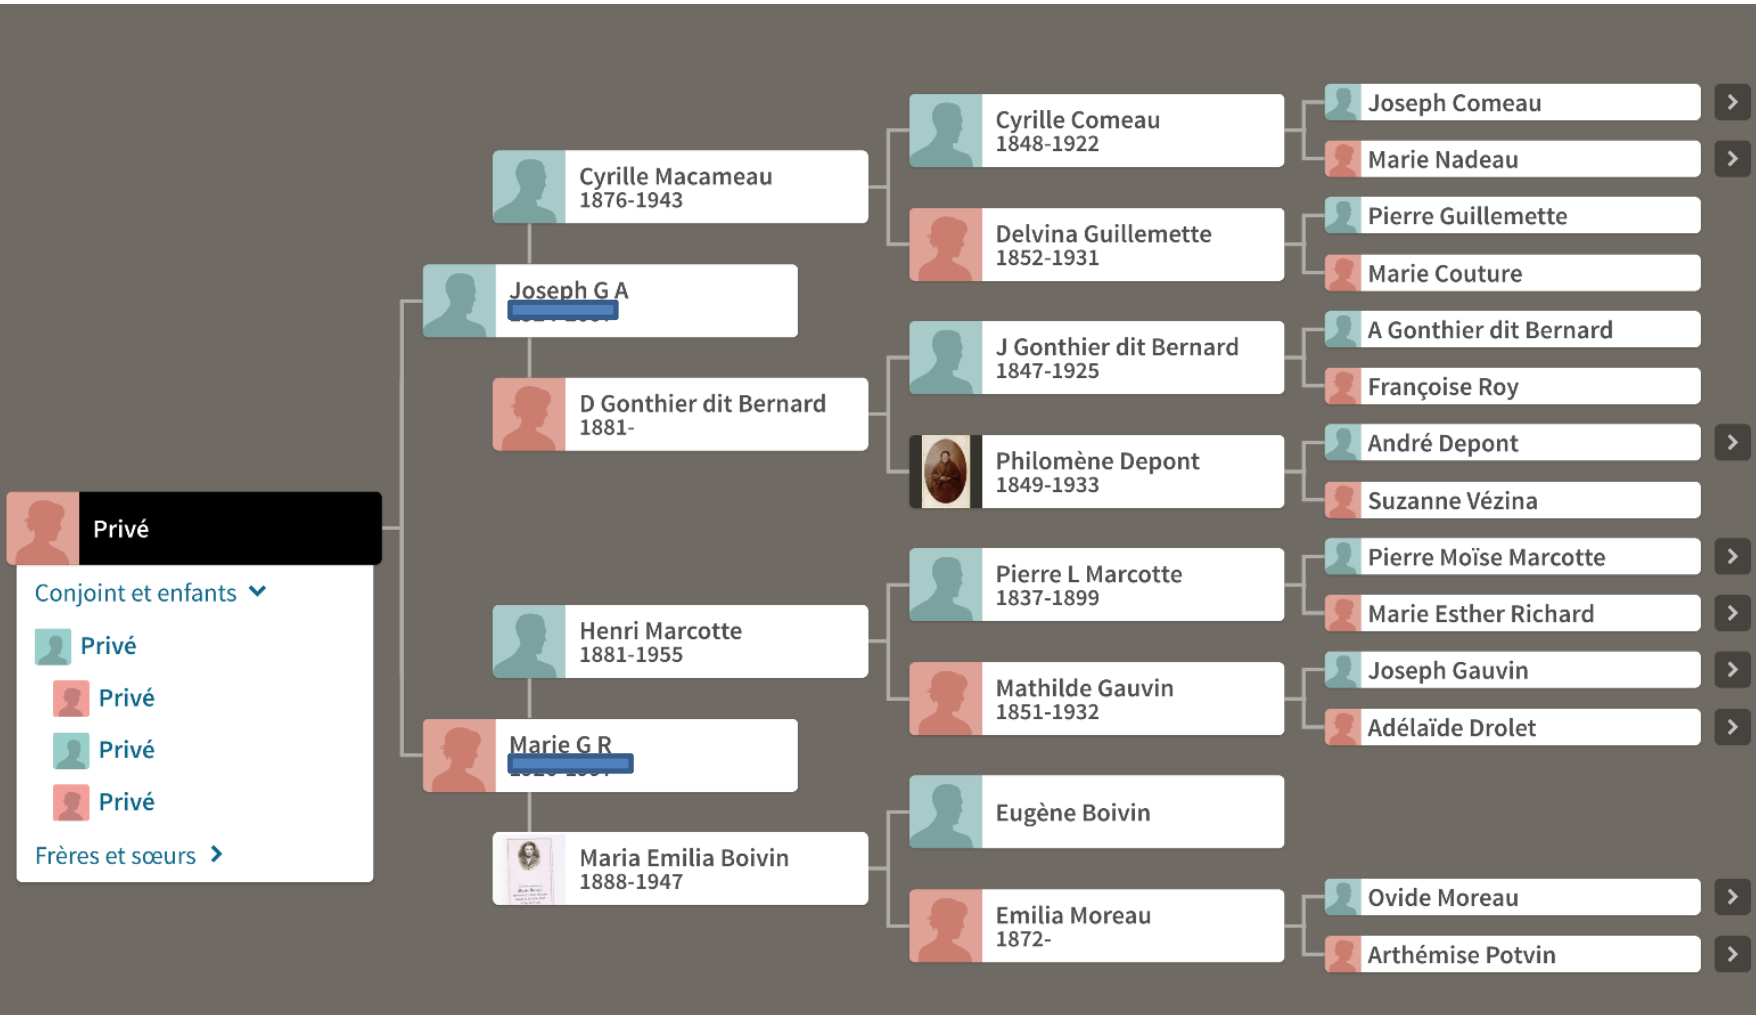 Privé
Conjoint et enfants
Privé
Privé
Privé
Privé
Frères et sœurs
Cyrille Macameau
1876-1943
Joseph G A
D Gonthier dit Bernard
1881-
Henri Marcotte
1881-1955
Marie G R
Maria Emilia Boivin
1888-1947
Cyrille Comeau
1848-1922
Delvina Guillemette
1852-1931
J Gonthier dit Bernard
1847-1925
Philomène Depont
1849-1933
Pierre L Marcotte
1837-1899
Mathilde Gauvin
1851-1932
Eugène Boivin
Emilia Moreau
1872-
Joseph Comeau
Marie Nadeau
Pierre Guillemette
Marie Couture
A Gonthier dit Bernard
Françoise Roy
André Depont
Suzanne Vézina
Pierre Moïse Marcotte
Marie Esther Richard
Joseph Gauvin
Adélaïde Drolet
Ovide Moreau
Arthémise Potvin